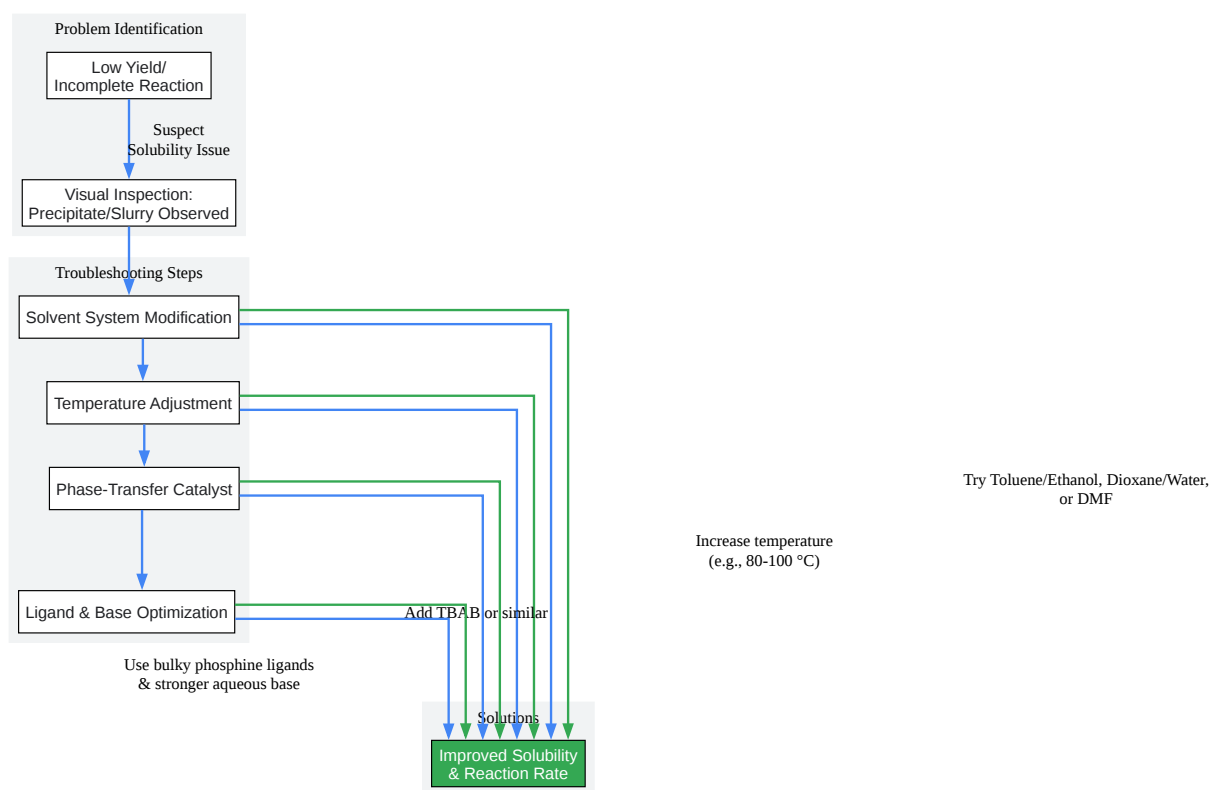 Problem Identification
Low Yield/
Incomplete Reaction
Suspect
Solubility Issue
Visual Inspection:
Precipitate/Slurry Observed
Troubleshooting Steps
Solvent System Modification
Temperature Adjustment
Phase-Transfer Catalyst
Try Toluene/Ethanol, Dioxane/Water,
or DMF
Increase temperature
(e.g., 80-100 °C)
Ligand & Base Optimization
Add TBAB or similar
Use bulky phosphine ligands
& stronger aqueous base
Solutions
Improved Solubility
& Reaction Rate